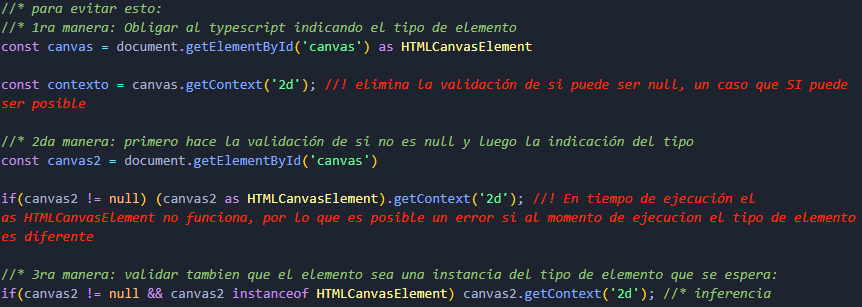 //* para evitar esto:
//* 1ra manera: Obligar al typescript indicando el tipo de elemento
const canvas = document.getElementById('canvas') as HTMLCanvasElement
const contexto = canvas.getContext('2d'); //! elimina la validación de si puede ser null, un caso que SI puede
ser posible
//* 2da manera: primero hace la validación de si no es null y luego la indicación del tipo
const canvas2 = document.getElementById('canvas')
if(canvas2 != null) (canvas2 as HTMLCanvasElement).getContext('2d'); //! En tiempo de ejecución el
as HTMLCanvasElement no funciona, por lo que es posible un error si al momento de ejecucion el tipo de elemento
es diferente
//* 3ra manera: validar tambien que el elemento sea una instancia del tipo de elemento que se espera:
if(canvas2 != null && canvas2 instanceof HTMLCanvasElement) canvas2.getContext('2d'); //* inferencia